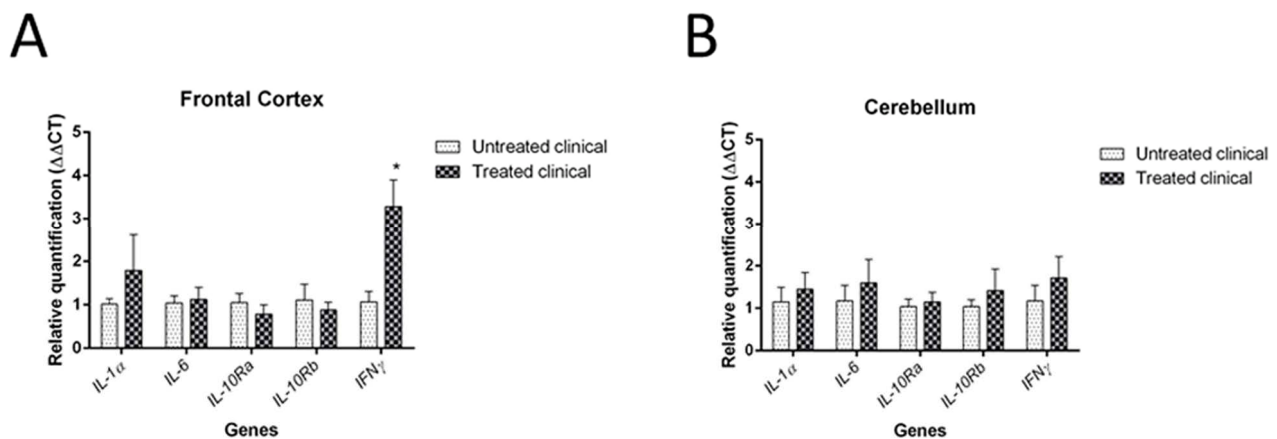 A
Frontal Cortex
Relative quantification (ΔΔCT)
5
4
3
2
1
0
*
IL-1α
IL-6
IL-10Ra
IL-10Rb
IFNγ
Genes
Untreated clinical
Treated clinical
B
Cerebellum
Relative quantification (ΔΔCT)
5
4
3
2
1
0
IL-1α
IL-6
IL-10Ra
IL-10Rb
IFNγ
Genes
Untreated clinical
Treated clinical